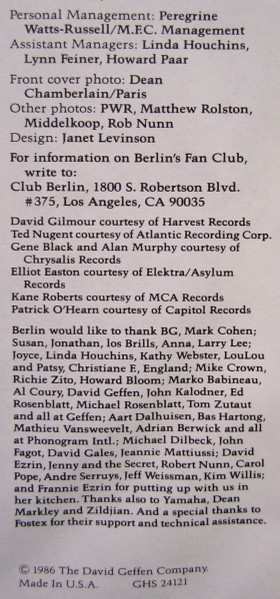 Personal Management: Peregrine
Watts-Russell/M.F.C. Management
Assistant Managers: Linda Houchins,
Lynn Feiner, Howard Paar
Front cover photo: Dean
Chamberlain/Paris
Other photos: PWR, Matthew Rolston,
Middelkoop, Rob Nunn
Design: Janet Levinson
For information on Berlin's Fan Club,
write to:
Club Berlin, 1800 S. Robertson Blvd.
#375, Los Angeles, CA 90035
David Gilmour courtesy of Harvest Records
Ted Nugent courtesy of Atlantic Recording Corp.
Gene Black and Alan Murphy courtesy of
Chrysalis Records
Elliot Easton courtesy of Elektra/Asylum
Records
Kane Roberts courtesy of MCA Records
Patrick O'Hearn courtesy of Capitol Records
Berlin would like to thank BG, Mark Cohen;
Susan, Jonathan, los Brills, Anna, Larry Lee;
Joyce, Linda Houchins, Kathy Webster, LouLou
and Patsy, Christiane F., England; Mike Crown,
Richie Zito, Howard Bloom; Marko Babineau,
Al Coury, David Geffen, John Kalodner, Ed
Rosenblatt, Michael Rosenblatt, Tom Zutaut
and all at Geffen; Aart Dalhuisen, Bas Hartong,
Mathieu Vansweevelt, Adrian Berwick and all
at Phonogram Intl.; Michael Dilbeck, John
Fagot, David Gales, Jeannie Mattiussi; David
Ezrin, Jenny and the Secret, Robert Nunn, Carol
Pope, Andre Serruys, Jeff Weissman, Kim Willis;
and Frannie Ezrin for putting up with us in
her kitchen. Thanks also to Yamaha, Dean
Markley and Zildjian. And a special thanks to
Fostex for their support and technical assistance.
© 1986 The David Geffen Company.
Made in U.S.A. GHS 24121